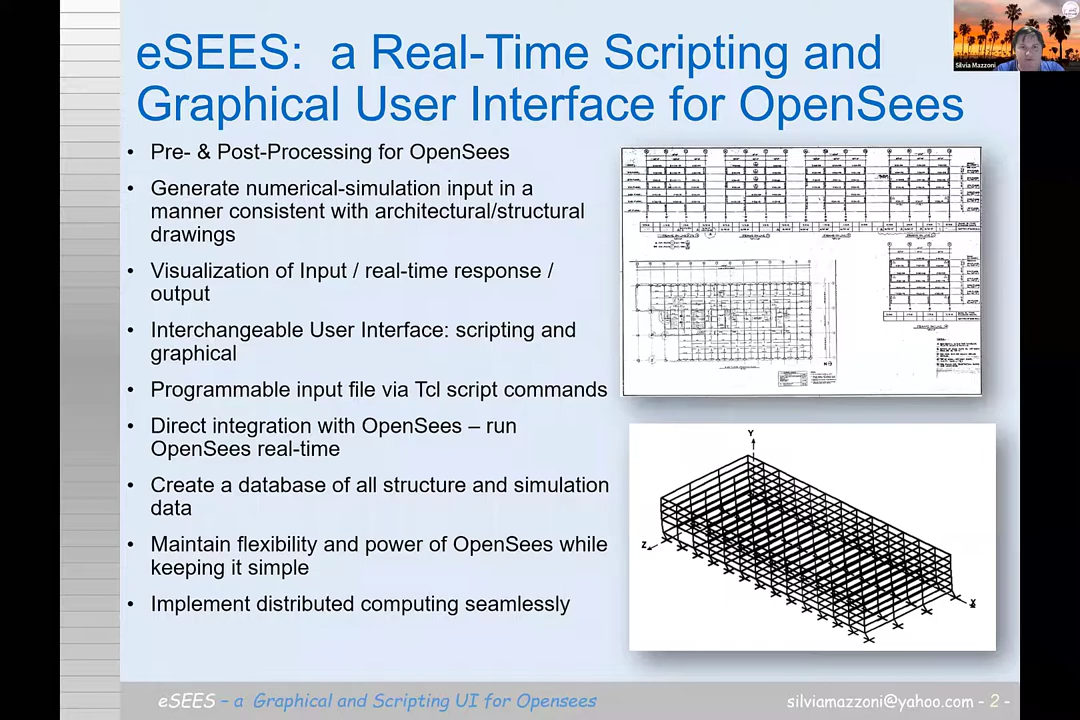 eSEES:  a Real-Time Scripting and
Graphical User Interface for OpenSees
Silvia Mazzoni
• Pre- & Post-Processing for OpenSees
• Generate numerical-simulation input in a
manner consistent with architectural/structural
drawings
• Visualization of Input / real-time response /
output
• Interchangeable User Interface: scripting and
graphical
• Programmable input file via Tcl script commands
• Direct integration with OpenSees – run
OpenSees real-time
• Create a database of all structure and simulation
data
• Maintain flexibility and power of OpenSees while
keeping it simple
• Implement distributed computing seamlessly
Y
Z
X
eSEES – a  Graphical and Scripting UI for Opensees
silviamazzoni@yahoo.com - 2 -